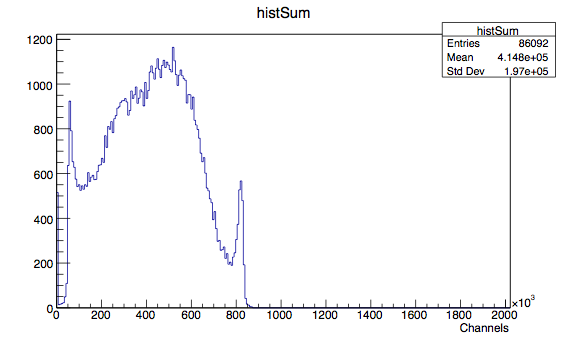 histSum
histSum
Entries 86092
Mean 4.148e+05
Std Dev 1.97e+05
1200
1000
800
600
400
200
0
0 200 400 600 800 1000 1200 1400 1600 1800 2000
×10³
Channels